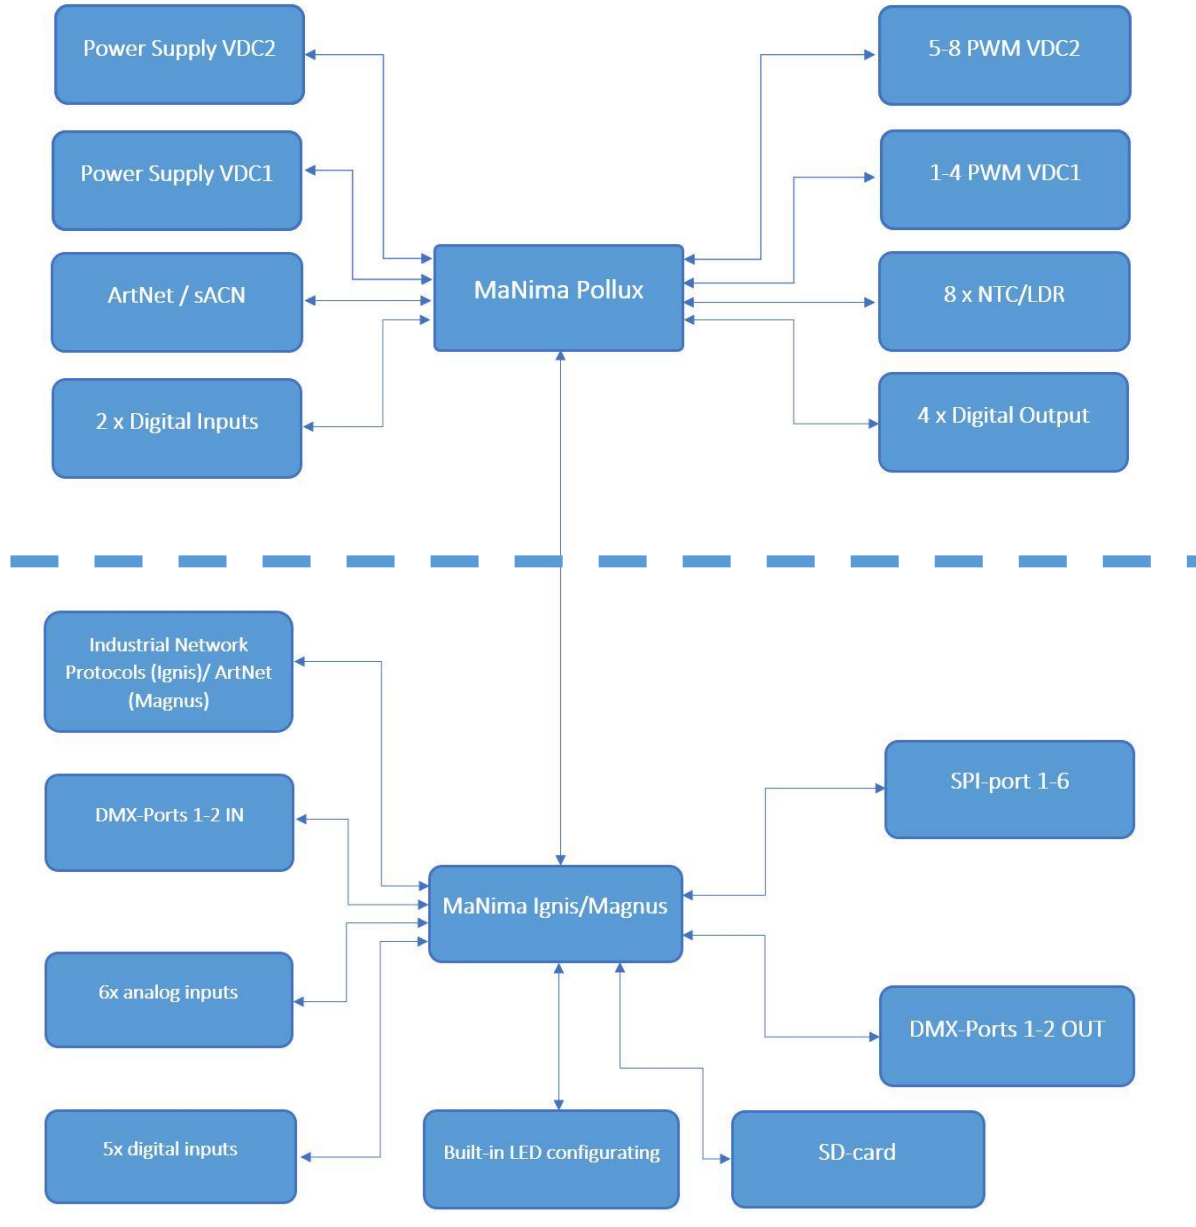 Power Supply VDC2
5-8 PWM VDC2
Power Supply VDC1
1-4 PWM VDC1
ArtNet / sACN
MaNima Pollux
8 x NTC/LDR
2 x Digital Inputs
4 x Digital Output
Industrial Network
Protocols (Ignis)/ ArtNet
(Magnus)
SPI-port 1-6
DMX-Ports 1-2 IN
MaNima Ignis/Magnus
6x analog inputs
DMX-Ports 1-2 OUT
5x digital inputs
Built-in LED configurating
SD-card